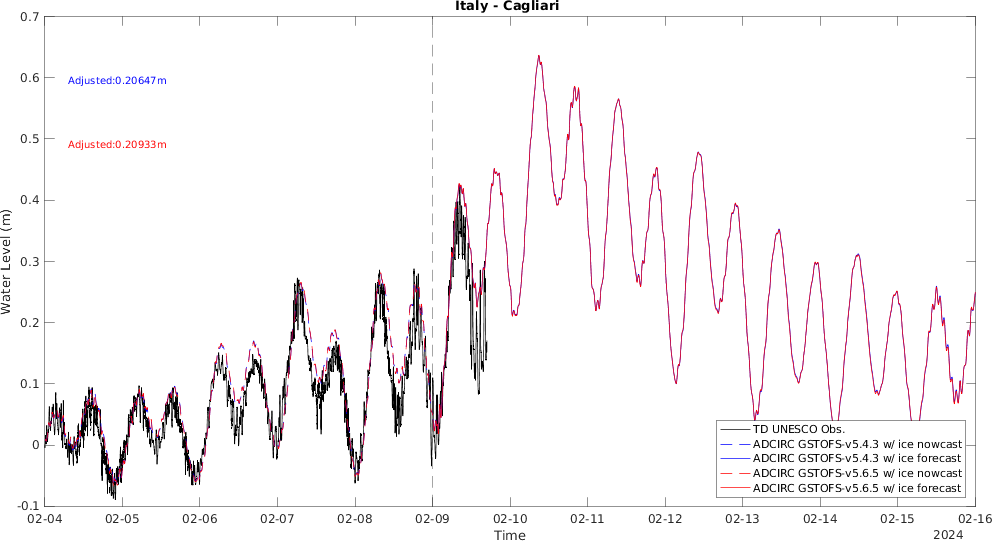 Italy - Cagliari
0.7
0.6
0.5
0.4
0.3
0.2
0.1
0
-0.1
Water Level (m)
Adjusted:0.20647m
Adjusted:0.20933m
TD UNESCO Obs.
ADCIRC GSTOFS-v5.4.3 w/ ice nowcast
ADCIRC GSTOFS-v5.4.3 w/ ice forecast
ADCIRC GSTOFS-v5.6.5 w/ ice nowcast
ADCIRC GSTOFS-v5.6.5 w/ ice forecast
02-04 02-05 02-06 02-07 02-08 02-09 02-10 02-11 02-12 02-13 02-14 02-15 02-16
Time
2024